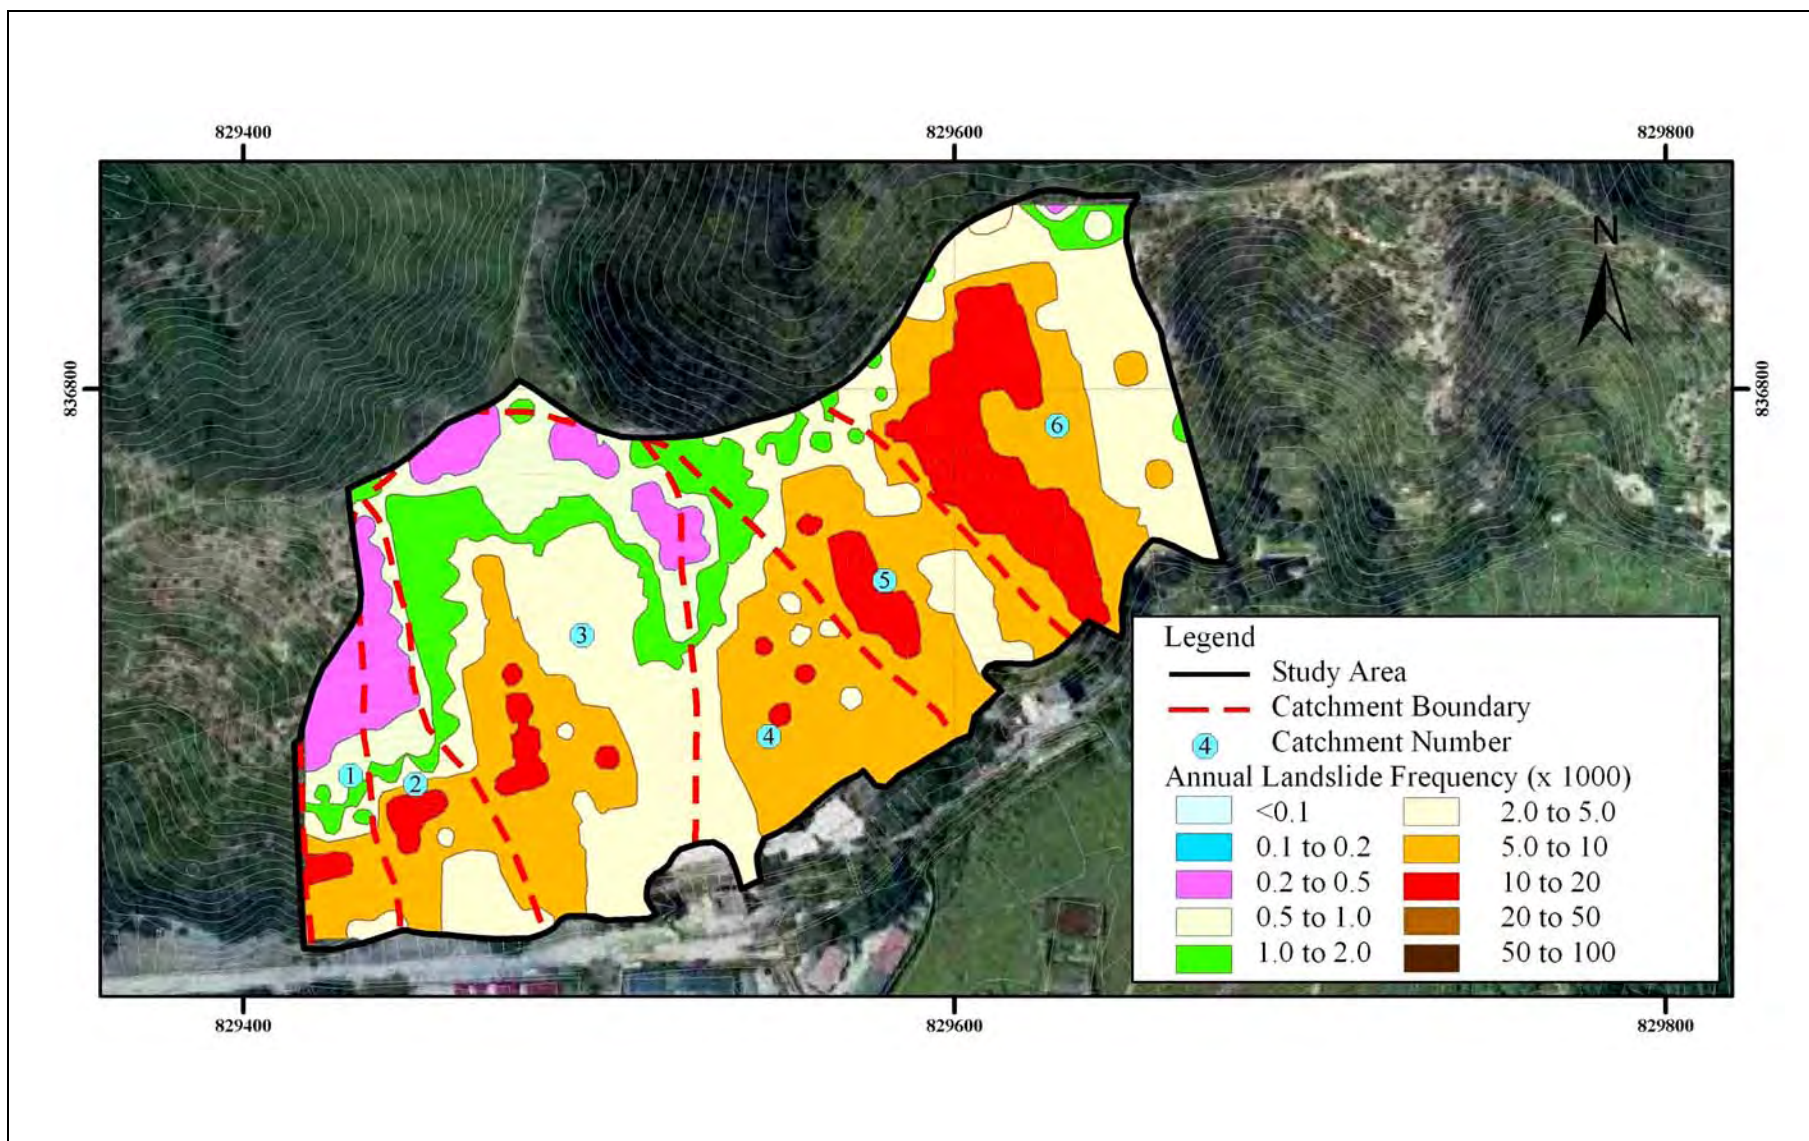 829400 829600 829800
N
836800 836800
6
5
3
4
1
2
Legend
Study Area
Catchment Boundary
4 Catchment Number
Annual Landslide Frequency (x 1000)
<0.1 2.0 to 5.0
0.1 to 0.2 5.0 to 10
0.2 to 0.5 10 to 20
0.5 to 1.0 20 to 50
1.0 to 2.0 50 to 100
829400 829600 829800